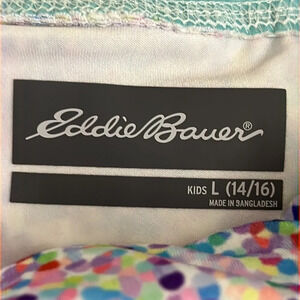 Eddie Bauer®
KIDS L (14/16)
MADE IN BANGLADESH